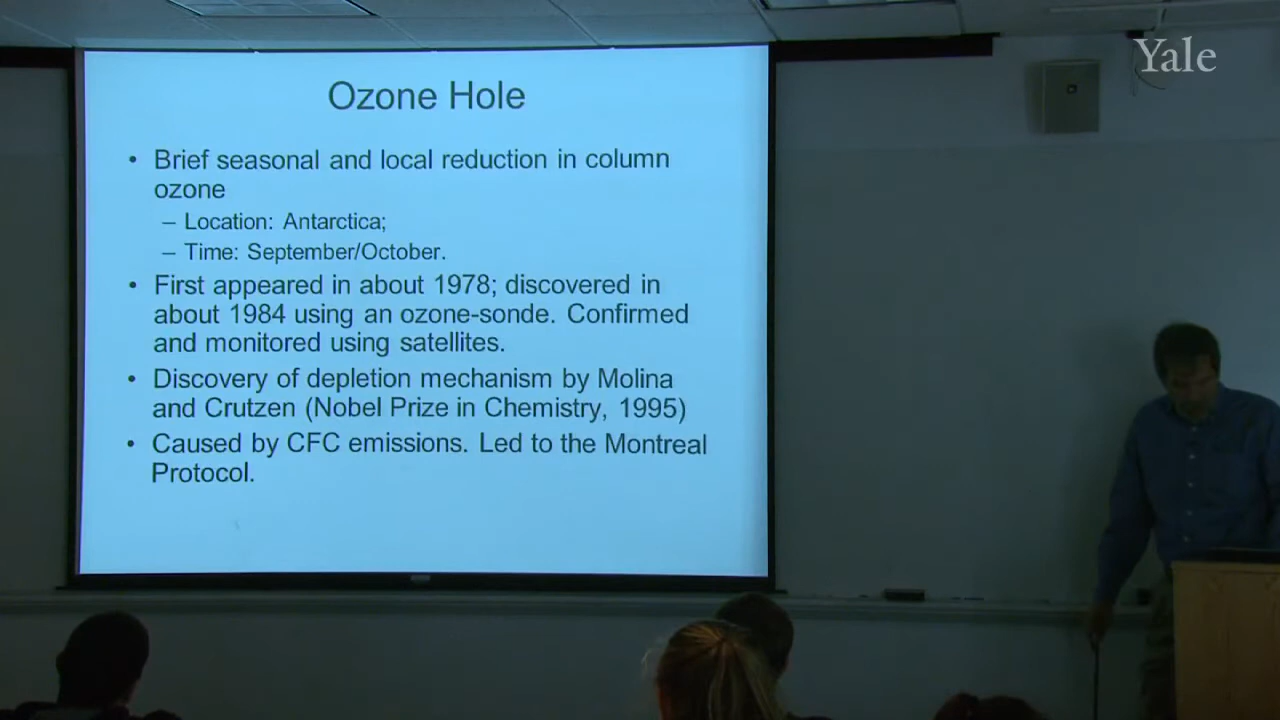 Yale
Ozone Hole
• Brief seasonal and local reduction in column
ozone
– Location: Antarctica;
– Time: September/October.
• First appeared in about 1978; discovered in
about 1984 using an ozone-sonde. Confirmed
and monitored using satellites.
• Discovery of depletion mechanism by Molina
and Crutzen (Nobel Prize in Chemistry, 1995)
• Caused by CFC emissions. Led to the Montreal
Protocol.